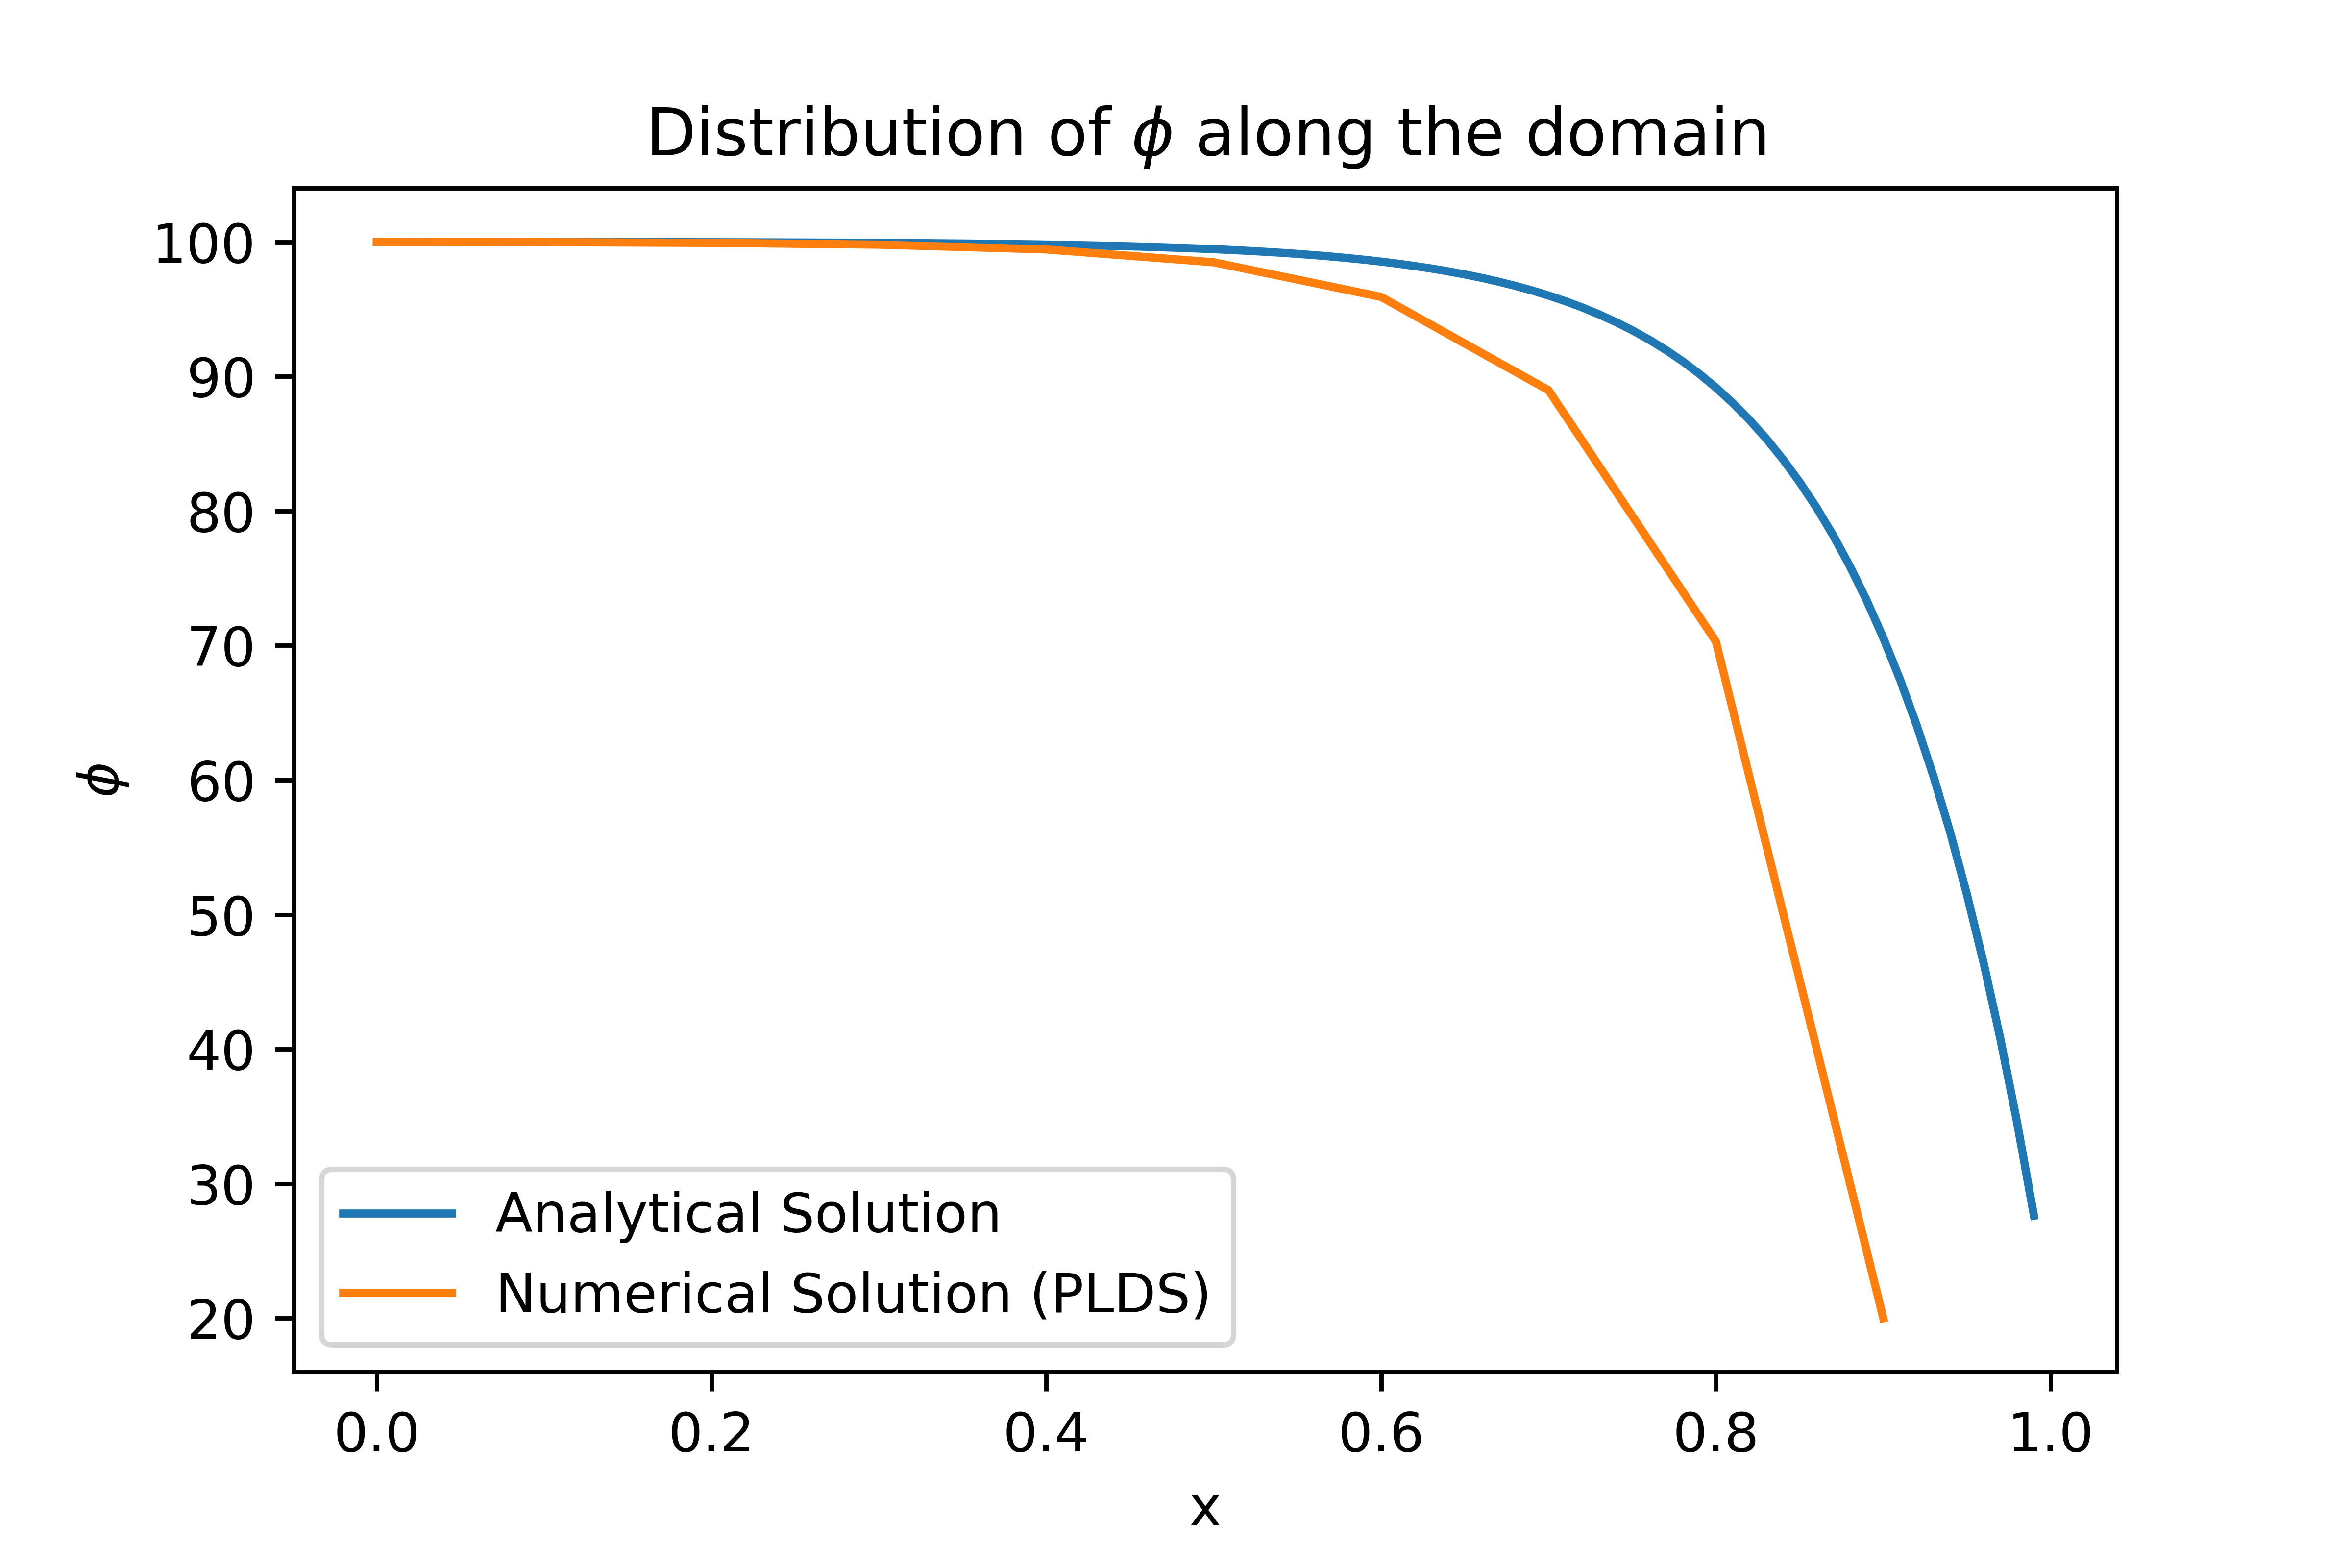 Distribution of ϕ along the domain
100
90
80
70
60
50
40
30
20
ϕ
Analytical Solution
Numerical Solution (PLDS)
0.0 0.2 0.4 0.6 0.8 1.0
x